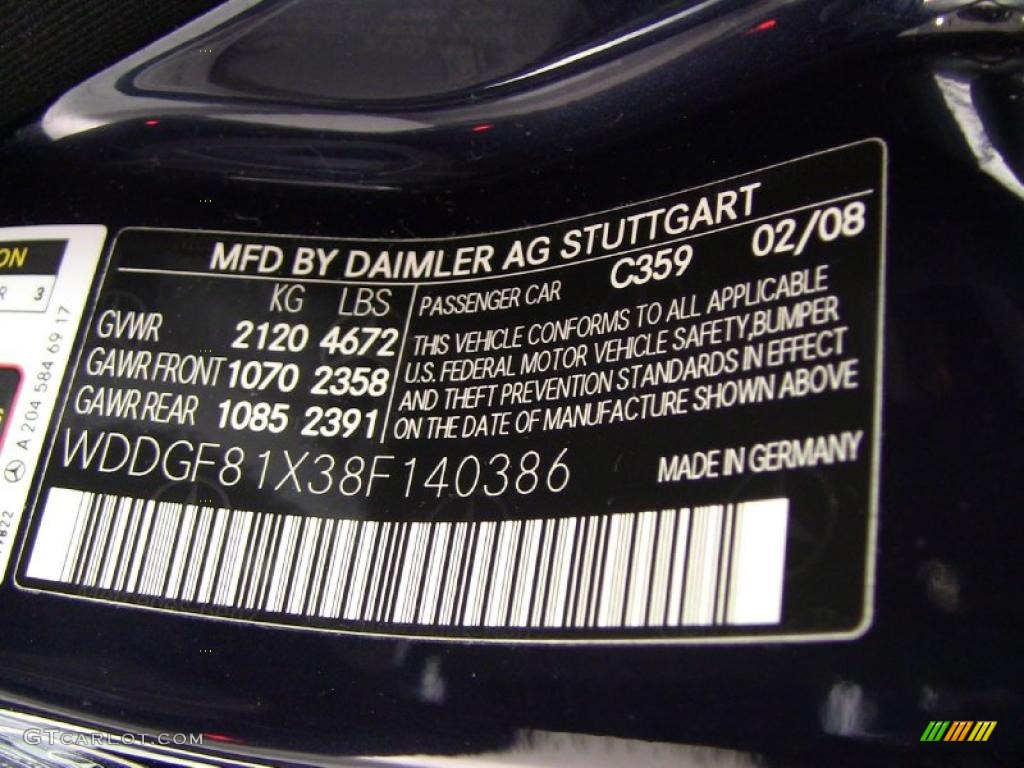 MFD BY DAIMLER AG STUTTGART
C359 02/08
KG LBS
GVWR 2120 4672
GAWR FRONT 1070 2358
GAWR REAR 1085 2391
PASSENGER CAR
THIS VEHICLE CONFORMS TO ALL APPLICABLE
U.S. FEDERAL MOTOR VEHICLE SAFETY,BUMPER
AND THEFT PREVENTION STANDARDS IN EFFECT
ON THE DATE OF MANUFACTURE SHOWN ABOVE
WDDGF81X38F140386
MADE IN GERMANY
ON
R 3
A 204 584 69 17
9822
GTcarlot.com